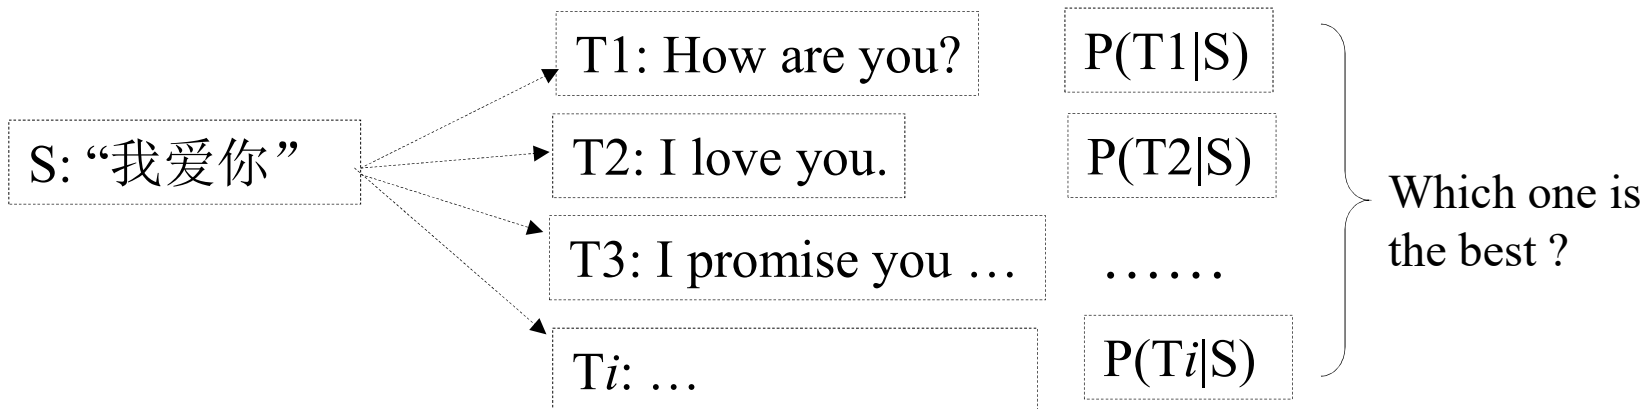 S: “我爱你”
T1: How are you?
P(T1|S)
T2: I love you.
P(T2|S)
T3: I promise you …
……
Ti: …
P(Ti|S)
Which one is
the best ?